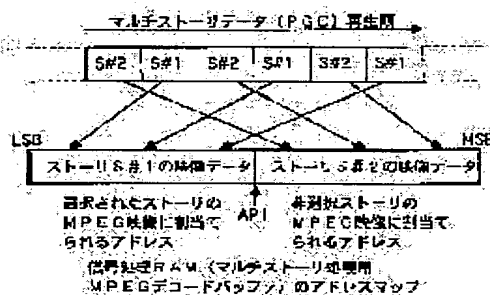 マルチストーリデータ（PGC）再生順
S#2 S#1 S#2 S#1 S#2 S#1
LSB MSB
ストーリS#1の映像データ ストーリS#2の映像データ
選択されたストーリの
MPEG映像に割当て
られるアドレス
AP1
非選択ストーリの
MPEG映像に割当て
られるアドレス
信号処理RAM（マルチストーリ処理用
MPEGデコードバッファ）のアドレスマップ